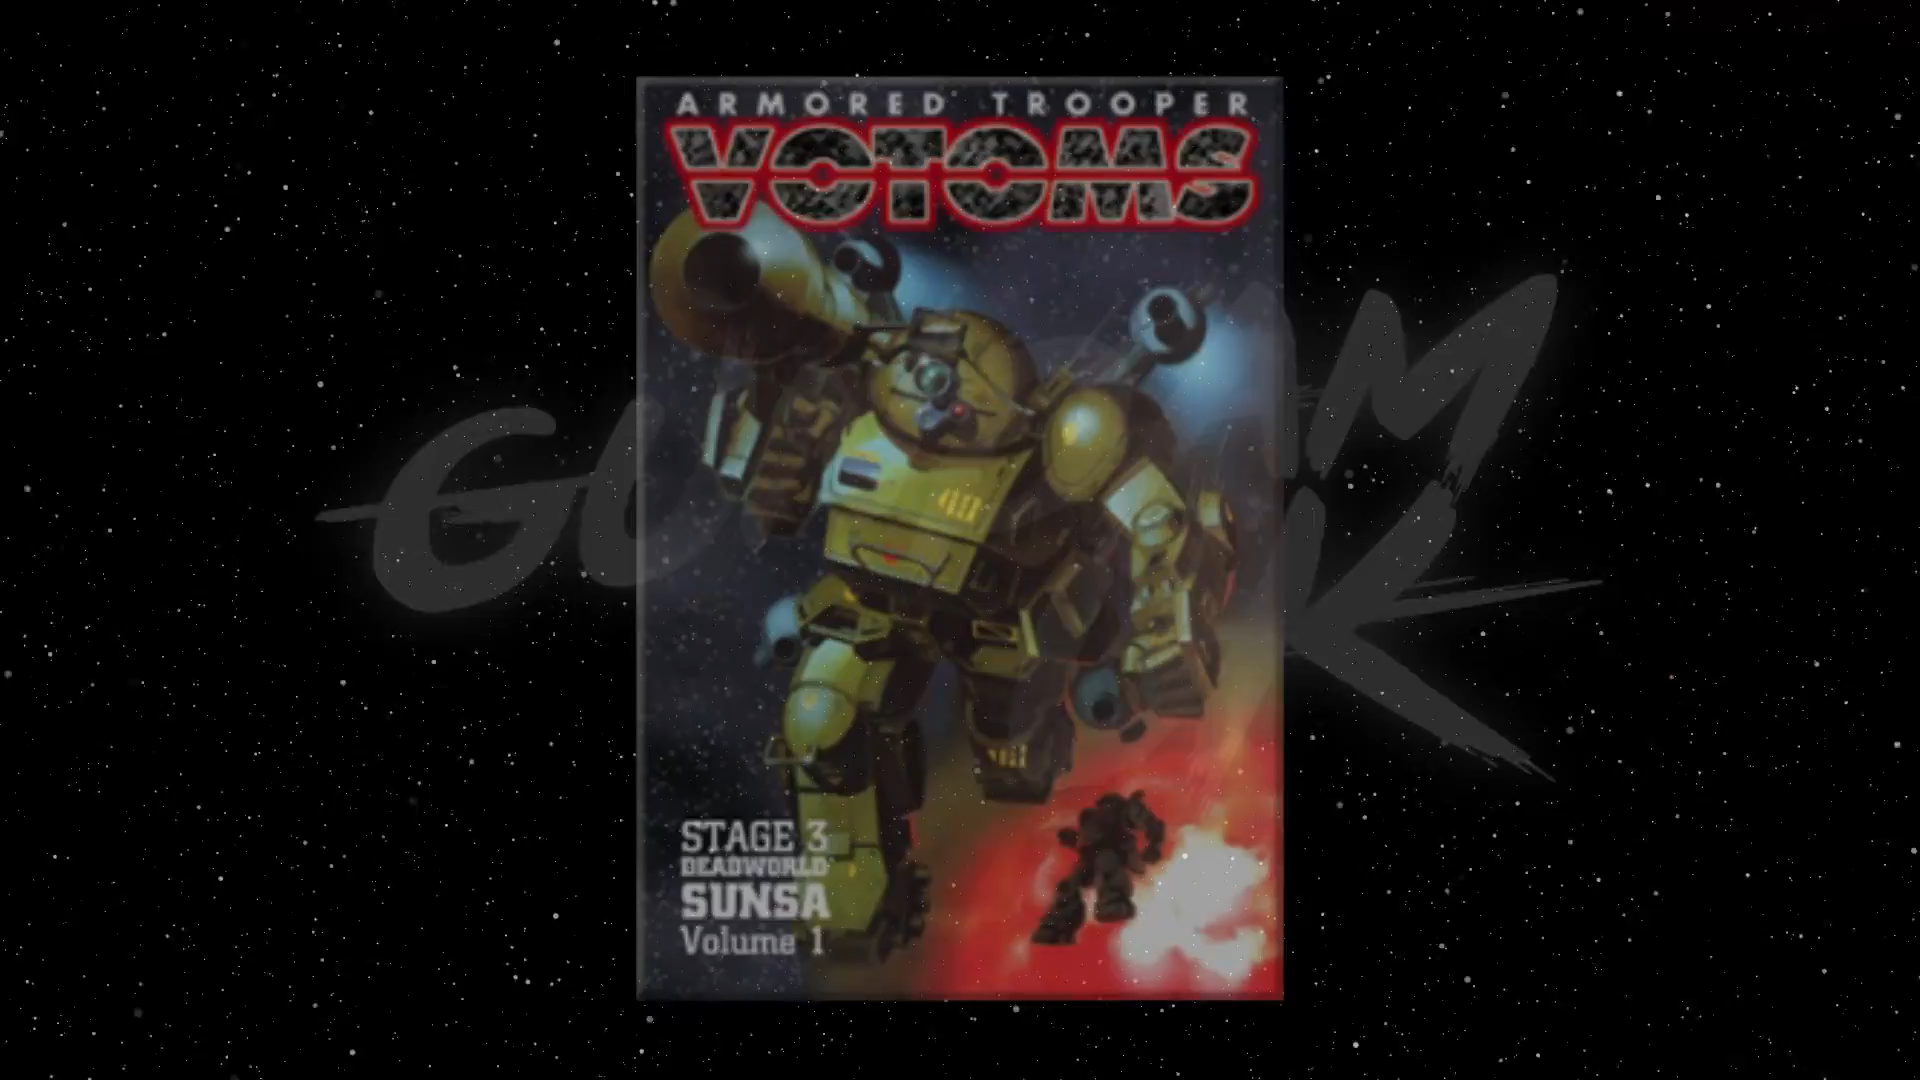 ARMORED TROOPER
VOTOMS
STAGE 3
DEADWORLD
SUNSA
Volume 1